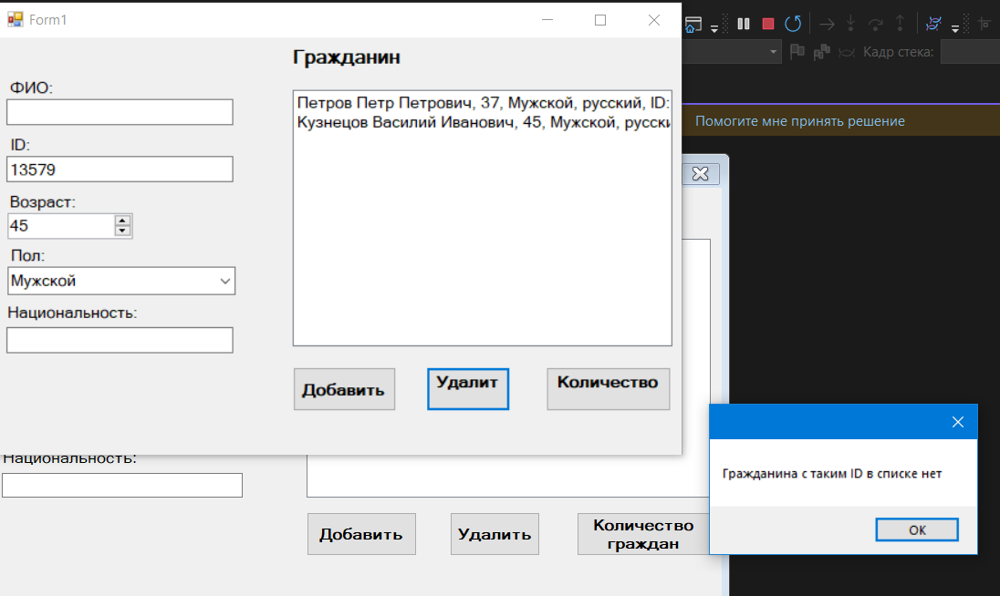 Form1
Гражданин
ФИО:
ID:
13579
Возраст:
45
Пол:
Мужской
Национальность:
Петров Петр Петрович, 37, Мужской, русский, ID:
Кузнецов Василий Иванович, 45, Мужской, русски
Добавить
Удалит
Количество
Кадр стека:
Помогите мне принять решение
Гражданина с таким ID в списке нет
OK
Национальность:
Добавить
Удалить
Количество
граждан